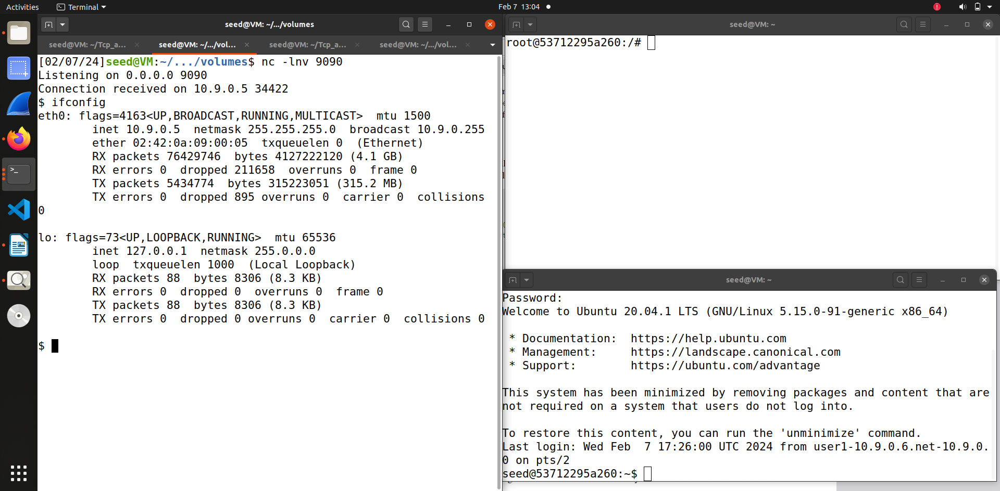 Activities
Terminal
Feb 7 13:04
seed@VM: ~/.../volumes
seed@VM: ~/Tcp_a...
seed@VM: ~/.../vol...
seed@VM: ~/Tcp_a...
seed@VM: ~/.../vol...
[02/07/24]seed@VM:~/.../volumes$ nc -lnv 9090
Listening on 0.0.0.0 9090
Connection received on 10.9.0.5 34422
$ ifconfig
eth0: flags=4163<UP,BROADCAST,RUNNING,MULTICAST>  mtu 1500
        inet 10.9.0.5  netmask 255.255.255.0  broadcast 10.9.0.255
        ether 02:42:0a:09:00:05  txqueuelen 0  (Ethernet)
        RX packets 76429746  bytes 4127222120 (4.1 GB)
        RX errors 0  dropped 211658  overruns 0  frame 0
        TX packets 5434774  bytes 315223051 (315.2 MB)
        TX errors 0  dropped 895 overruns 0  carrier 0  collisions
0
lo: flags=73<UP,LOOPBACK,RUNNING>  mtu 65536
        inet 127.0.0.1  netmask 255.0.0.0
        loop  txqueuelen 1000  (Local Loopback)
        RX packets 88  bytes 8306 (8.3 KB)
        RX errors 0  dropped 0  overruns 0  frame 0
        TX packets 88  bytes 8306 (8.3 KB)
        TX errors 0  dropped 0 overruns 0  carrier 0  collisions 0
$
seed@VM: ~
root@53712295a260:/#
seed@VM: ~
Password:
Welcome to Ubuntu 20.04.1 LTS (GNU/Linux 5.15.0-91-generic x86_64)
 * Documentation:  https://help.ubuntu.com
 * Management:     https://landscape.canonical.com
 * Support:        https://ubuntu.com/advantage
This system has been minimized by removing packages and content that are
not required on a system that users do not log into.
To restore this content, you can run the 'unminimize' command.
Last login: Wed Feb  7 17:26:00 UTC 2024 from user1-10.9.0.6.net-10.9.0.
0 on pts/2
seed@53712295a260:~$